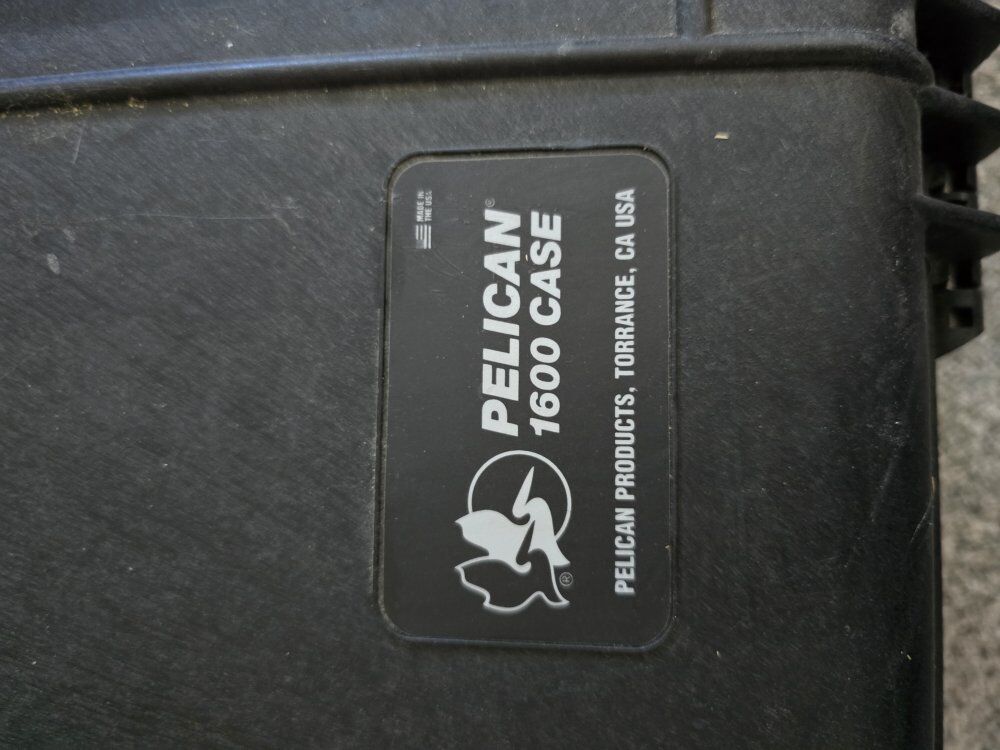 MADE IN
THE USA
PELICAN®
1600 CASE
®
PELICAN PRODUCTS, TORRANCE, CA USA